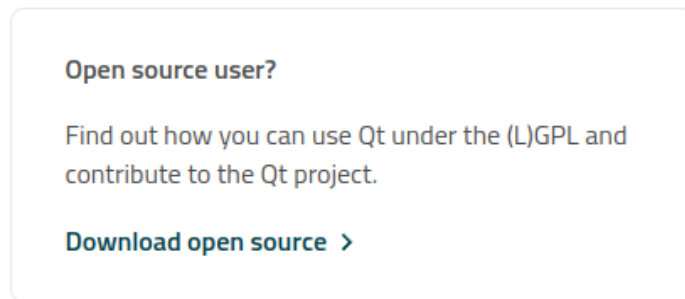 Open source user?
Find out how you can use Qt under the (L)GPL and
contribute to the Qt project.
Download open source >